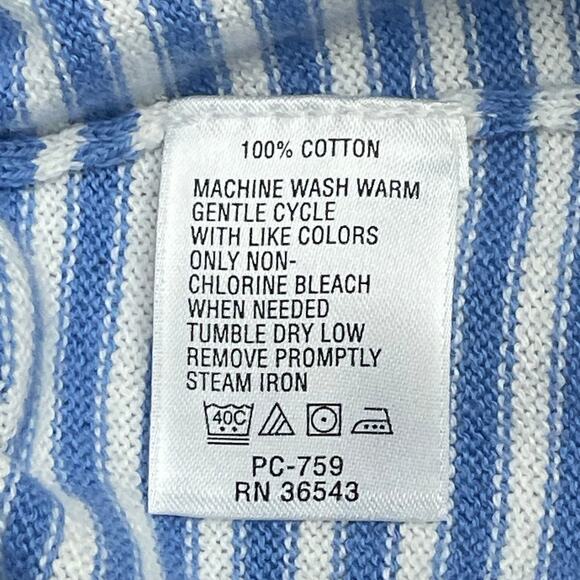 100% COTTON
MACHINE WASH WARM
GENTLE CYCLE
WITH LIKE COLORS
ONLY NON-
CHLORINE BLEACH
WHEN NEEDED
TUMBLE DRY LOW
REMOVE PROMPTLY
STEAM IRON
40C
PC-759
RN 36543